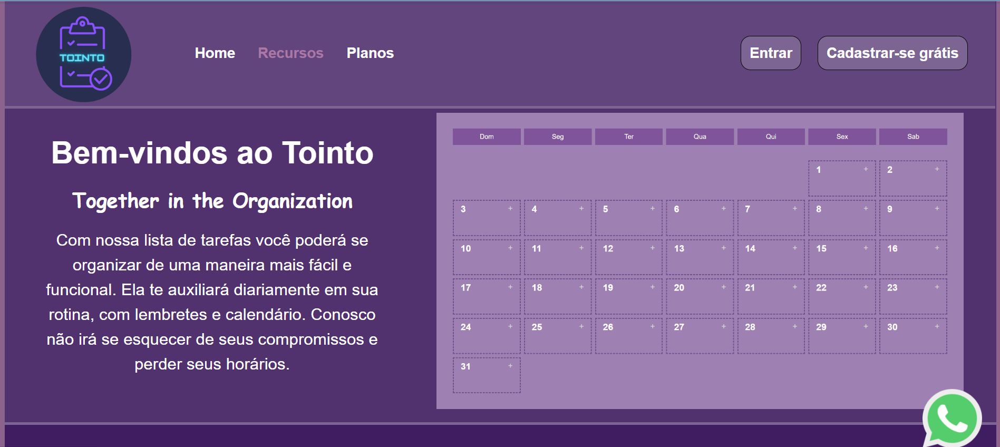 TOINTO
Home Recursos Planos Entrar Cadastrar-se grátis
Bem-vindos ao Tointo
Together in the Organization
Com nossa lista de tarefas você poderá se
organizar de uma maneira mais fácil e
funcional. Ela te auxiliará diariamente em sua
rotina, com lembretes e calendário. Conosco
não irá se esquecer de seus compromissos e
perder seus horários.
Dom Seg Ter Qua Qui Sex Sab
1 + 2 +
3 + 4 + 5 + 6 + 7 + 8 + 9 +
10 + 11 + 12 + 13 + 14 + 15 + 16 +
17 + 18 + 19 + 20 + 21 + 22 + 23 +
24 + 25 + 26 + 27 + 28 + 29 + 30 +
31 +